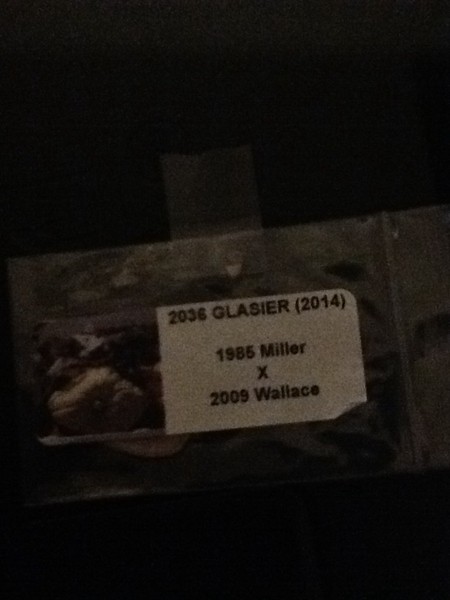 2036 GLASIER (2014)
1985 Miller
X
2009 Wallace